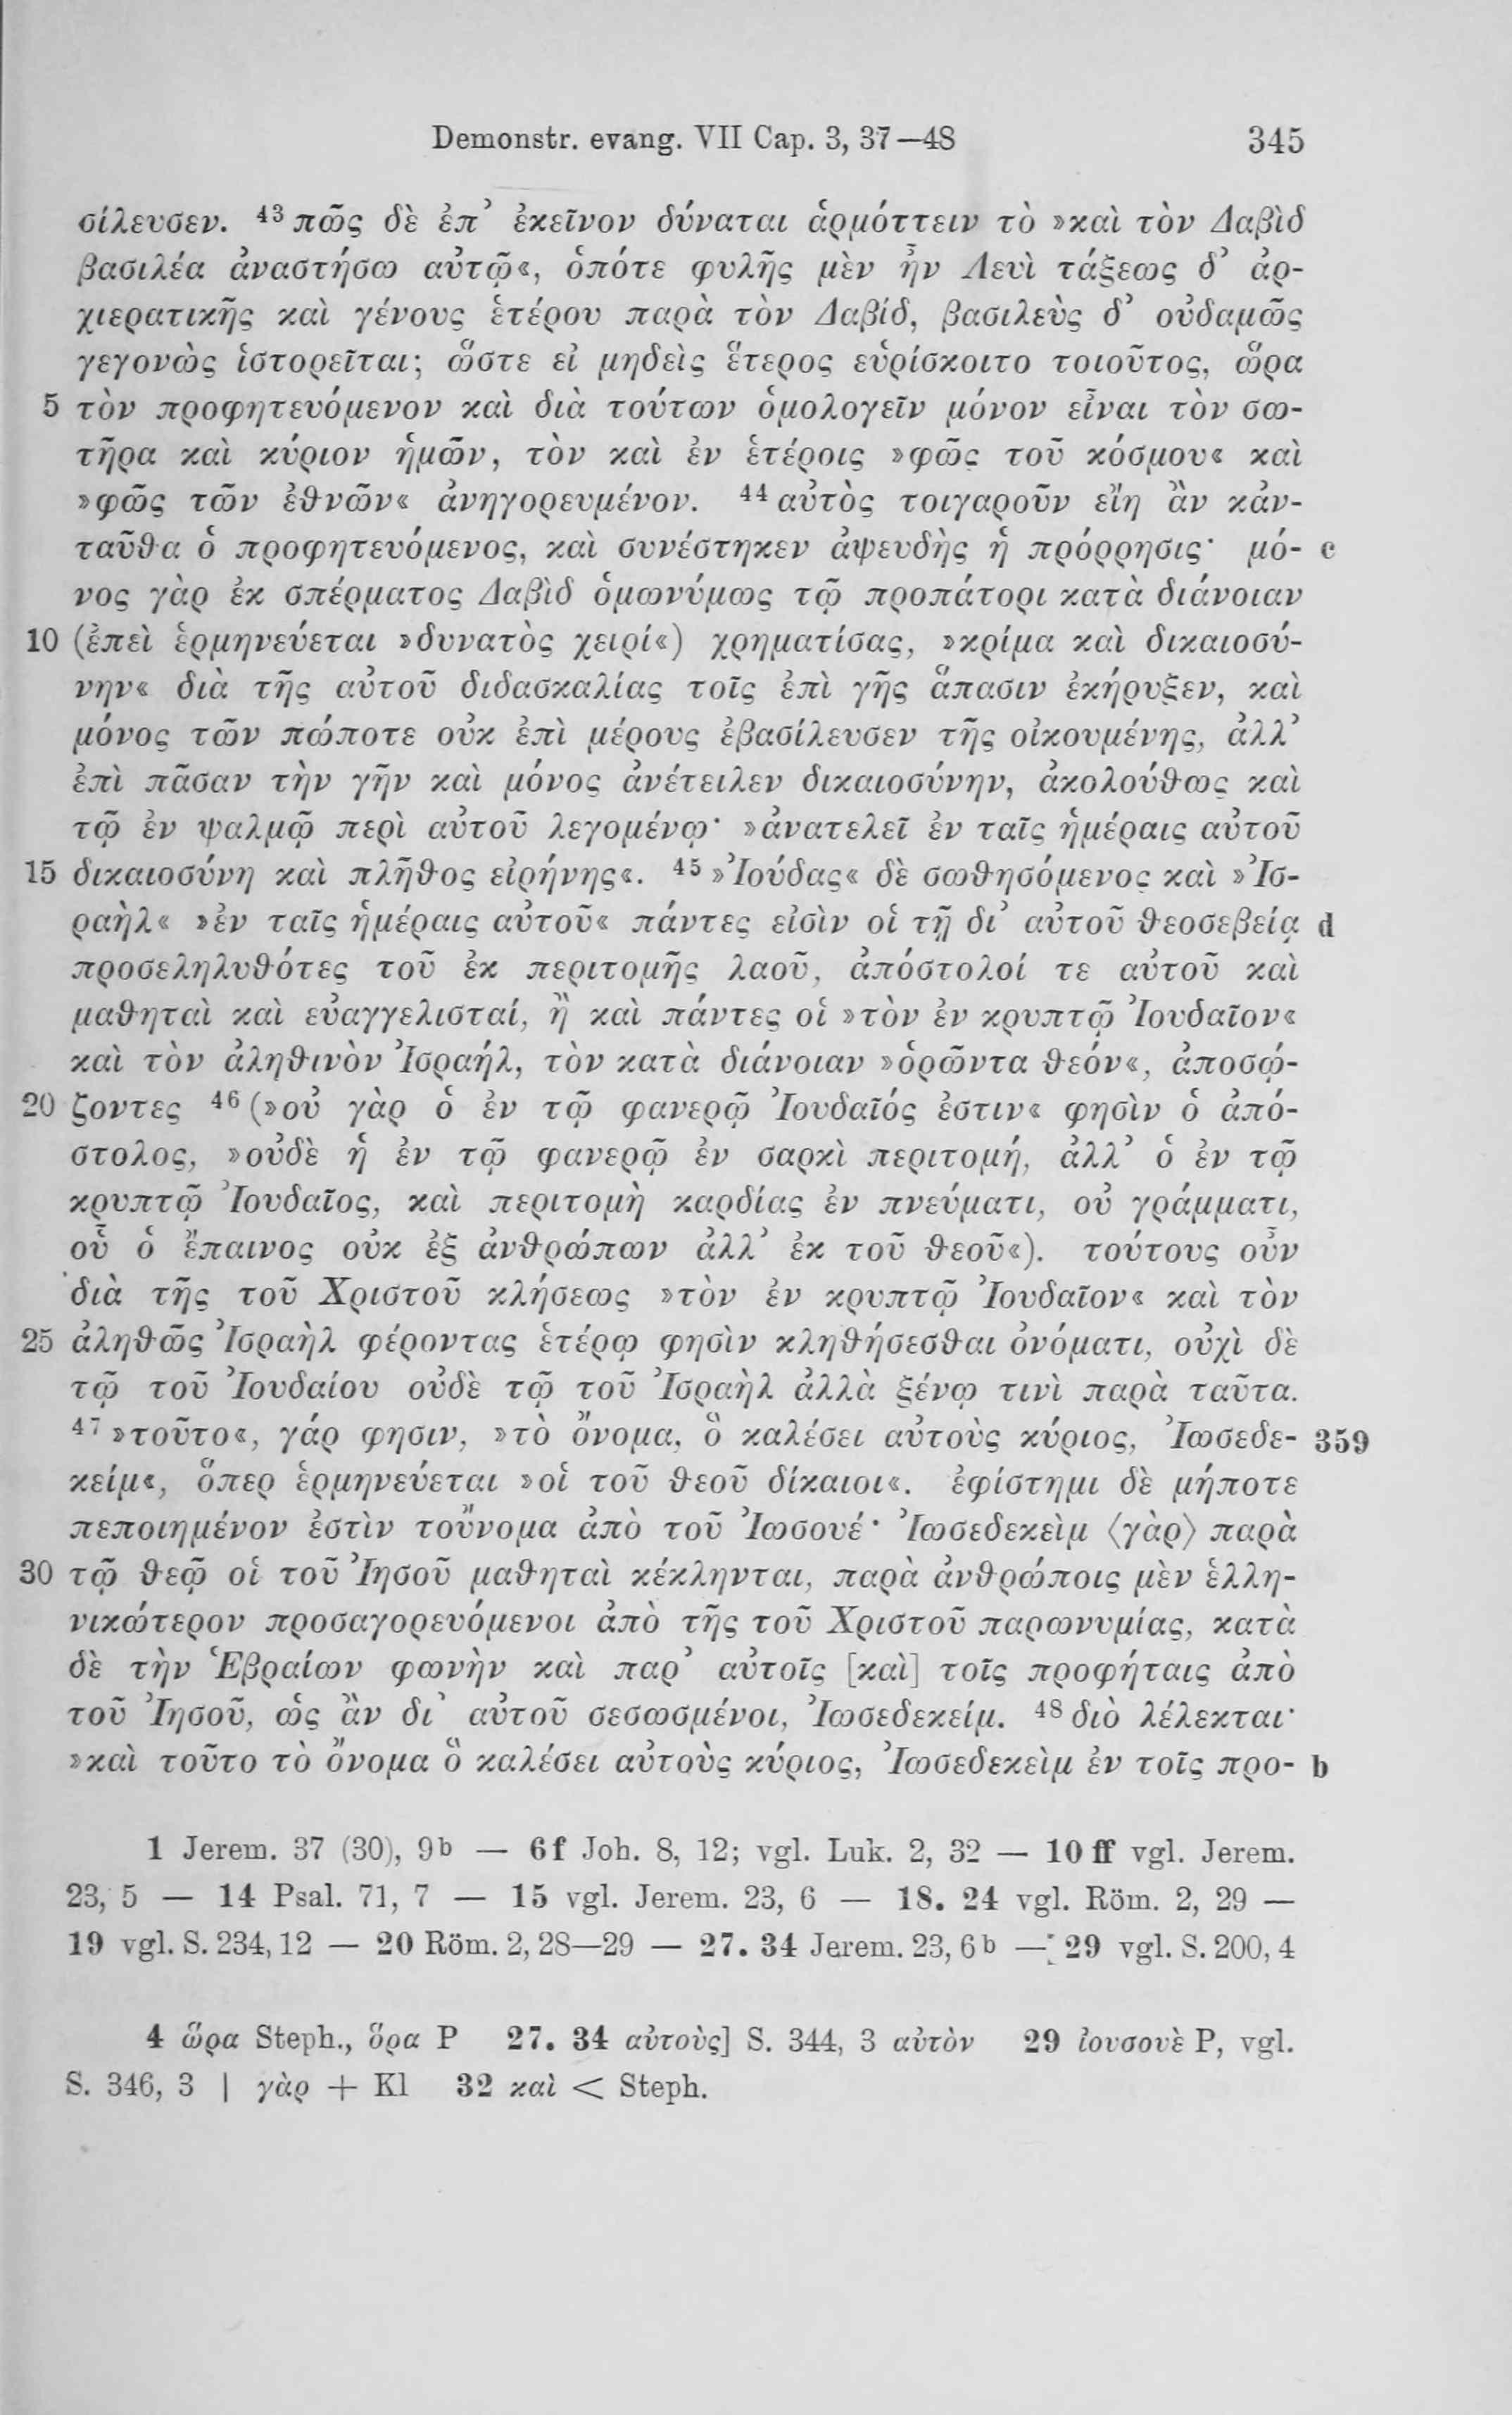 Demonstr. evang. VII Cap. 3, 37—48 345
σίλευσεν. 43 πῶς δὲ ἐπ’ ἐκεῖνον δύναται ἁρμόττειν τὸ »καὶ τὸν Δαβὶδ
βασιλέα ἀναστήσω αὐτῷ«, ὁπότε φυλῆς μὲν ἦν Λευὶ τάξεως δ’ ἀρ-
χιερατικῆς καὶ γένους ἑτέρου παρὰ τὸν Δαβίδ, βασιλεὺς δ’ οὐδαμῶς
γεγονὼς ἱστορεῖται; ὥστε εἰ μηδεὶς ἕτερος εὑρίσκοιτο τοιοῦτος, ὥρα
5 τὸν προφητευόμενον καὶ διὰ τούτων ὁμολογεῖν μόνον εἶναι τὸν σω-
τῆρα καὶ κύριον ἡμῶν, τὸν καὶ ἐν ἑτέροις »φῶς τοῦ κόσμου« καὶ
»φῶς τῶν ἐθνῶν« ἀνηγορευμένον. 44 αὐτὸς τοιγαροῦν εἴη ἂν κἀν-
ταῦθα ὁ προφητευόμενος, καὶ συνέστηκεν ἀψευδὴς ἡ πρόρρησις· μό- c
νος γὰρ ἐκ σπέρματος Δαβὶδ ὁμωνύμως τῷ προπάτορι κατὰ διάνοιαν
10 (ἐπεὶ ἑρμηνεύεται »δυνατὸς χειρί«) χρηματίσας, »κρίμα καὶ δικαιοσύ-
νην« διὰ τῆς αὐτοῦ διδασκαλίας τοῖς ἐπὶ γῆς ἅπασιν ἐκήρυξεν, καὶ
μόνος τῶν πώποτε οὐκ ἐπὶ μέρους ἐβασίλευσεν τῆς οἰκουμένης, ἀλλ’
ἐπὶ πᾶσαν τὴν γῆν καὶ μόνος ἀνέτειλεν δικαιοσύνην, ἀκολούθως καὶ
τῷ ἐν ψαλμῷ περὶ αὐτοῦ λεγομένῳ· »ἀνατελεῖ ἐν ταῖς ἡμέραις αὐτοῦ
15 δικαιοσύνη καὶ πλῆθος εἰρήνης«. 45 »Ἰούδας« δὲ σωθησόμενος καὶ »Ἰσ-
ραὴλ« »ἐν ταῖς ἡμέραις αὐτοῦ« πάντες εἰσὶν οἱ τῇ δι’ αὐτοῦ θεοσεβείᾳ d
προσεληλυθότες τοῦ ἐκ περιτομῆς λαοῦ, ἀπόστολοί τε αὐτοῦ καὶ
μαθηταὶ καὶ εὐαγγελισταί, ἢ καὶ πάντες οἱ »τὸν ἐν κρυπτῷ Ἰουδαῖον«
καὶ τὸν ἀληθινὸν Ἰσραήλ, τὸν κατὰ διάνοιαν »ὁρῶντα θεόν«, ἀποσῴ-
20 ζοντες 46 (»οὐ γὰρ ὁ ἐν τῷ φανερῷ Ἰουδαῖός ἐστιν« φησὶν ὁ ἀπό-
στολος, »οὐδὲ ἡ ἐν τῷ φανερῷ ἐν σαρκὶ περιτομή, ἀλλ’ ὁ ἐν τῷ
κρυπτῷ Ἰουδαῖος, καὶ περιτομὴ καρδίας ἐν πνεύματι, οὐ γράμματι,
οὗ ὁ ἔπαινος οὐκ ἐξ ἀνθρώπων ἀλλ’ ἐκ τοῦ θεοῦ«). τούτους οὖν
διὰ τῆς τοῦ Χριστοῦ κλήσεως »τὸν ἐν κρυπτῷ Ἰουδαῖον« καὶ τὸν
25 ἀληθῶς Ἰσραὴλ φέροντας ἑτέρῳ φησὶν κληθήσεσθαι ὀνόματι, οὐχὶ δὲ
τῷ τοῦ Ἰουδαίου οὐδὲ τῷ τοῦ Ἰσραὴλ ἀλλὰ ξένῳ τινὶ παρὰ ταῦτα.
47 »τοῦτο«, γάρ φησιν, »τὸ ὄνομα, ὃ καλέσει αὐτοὺς κύριος, Ἰωσεδε- 359
κείμ«, ὅπερ ἑρμηνεύεται »οἱ τοῦ θεοῦ δίκαιοι«. ἐφίστημι δὲ μήποτε
πεποιημένον ἐστὶν τοὔνομα ἀπὸ τοῦ Ἰωσουέ· Ἰωσεδεκεὶμ ⟨γὰρ⟩ παρὰ
30 τῷ θεῷ οἱ τοῦ Ἰησοῦ μαθηταὶ κέκληνται, παρὰ ἀνθρώποις μὲν ἑλλη-
νικώτερον προσαγορευόμενοι ἀπὸ τῆς τοῦ Χριστοῦ παρωνυμίας, κατὰ
δὲ τὴν Ἑβραίων φωνὴν καὶ παρ’ αὐτοῖς [καὶ] τοῖς προφήταις ἀπὸ
τοῦ Ἰησοῦ, ὡς ἂν δι’ αὐτοῦ σεσωσμένοι, Ἰωσεδεκείμ. 48 διὸ λέλεκται·
»καὶ τοῦτο τὸ ὄνομα ὃ καλέσει αὐτοὺς κύριος, Ἰωσεδεκεὶμ ἐν τοῖς προ- b
1 Jerem. 37 (30), 9b — 6f Joh. 8, 12; vgl. Luk. 2, 32 — 10 ff vgl. Jerem.
23, 5 — 14 Psal. 71, 7 — 15 vgl. Jerem. 23, 6 — 18. 24 vgl. Röm. 2, 29 —
19 vgl. S. 234, 12 — 20 Röm. 2, 28—29 — 27. 34 Jerem. 23, 6b — 29 vgl. S. 200, 4
4 ὥρα Steph., ὅρα P 27. 34 αὐτοὺς] S. 344, 3 αὐτὸν 29 ἰουσουὲ P, vgl.
S. 346, 3 | γὰρ + Kl 32 καὶ < Steph.